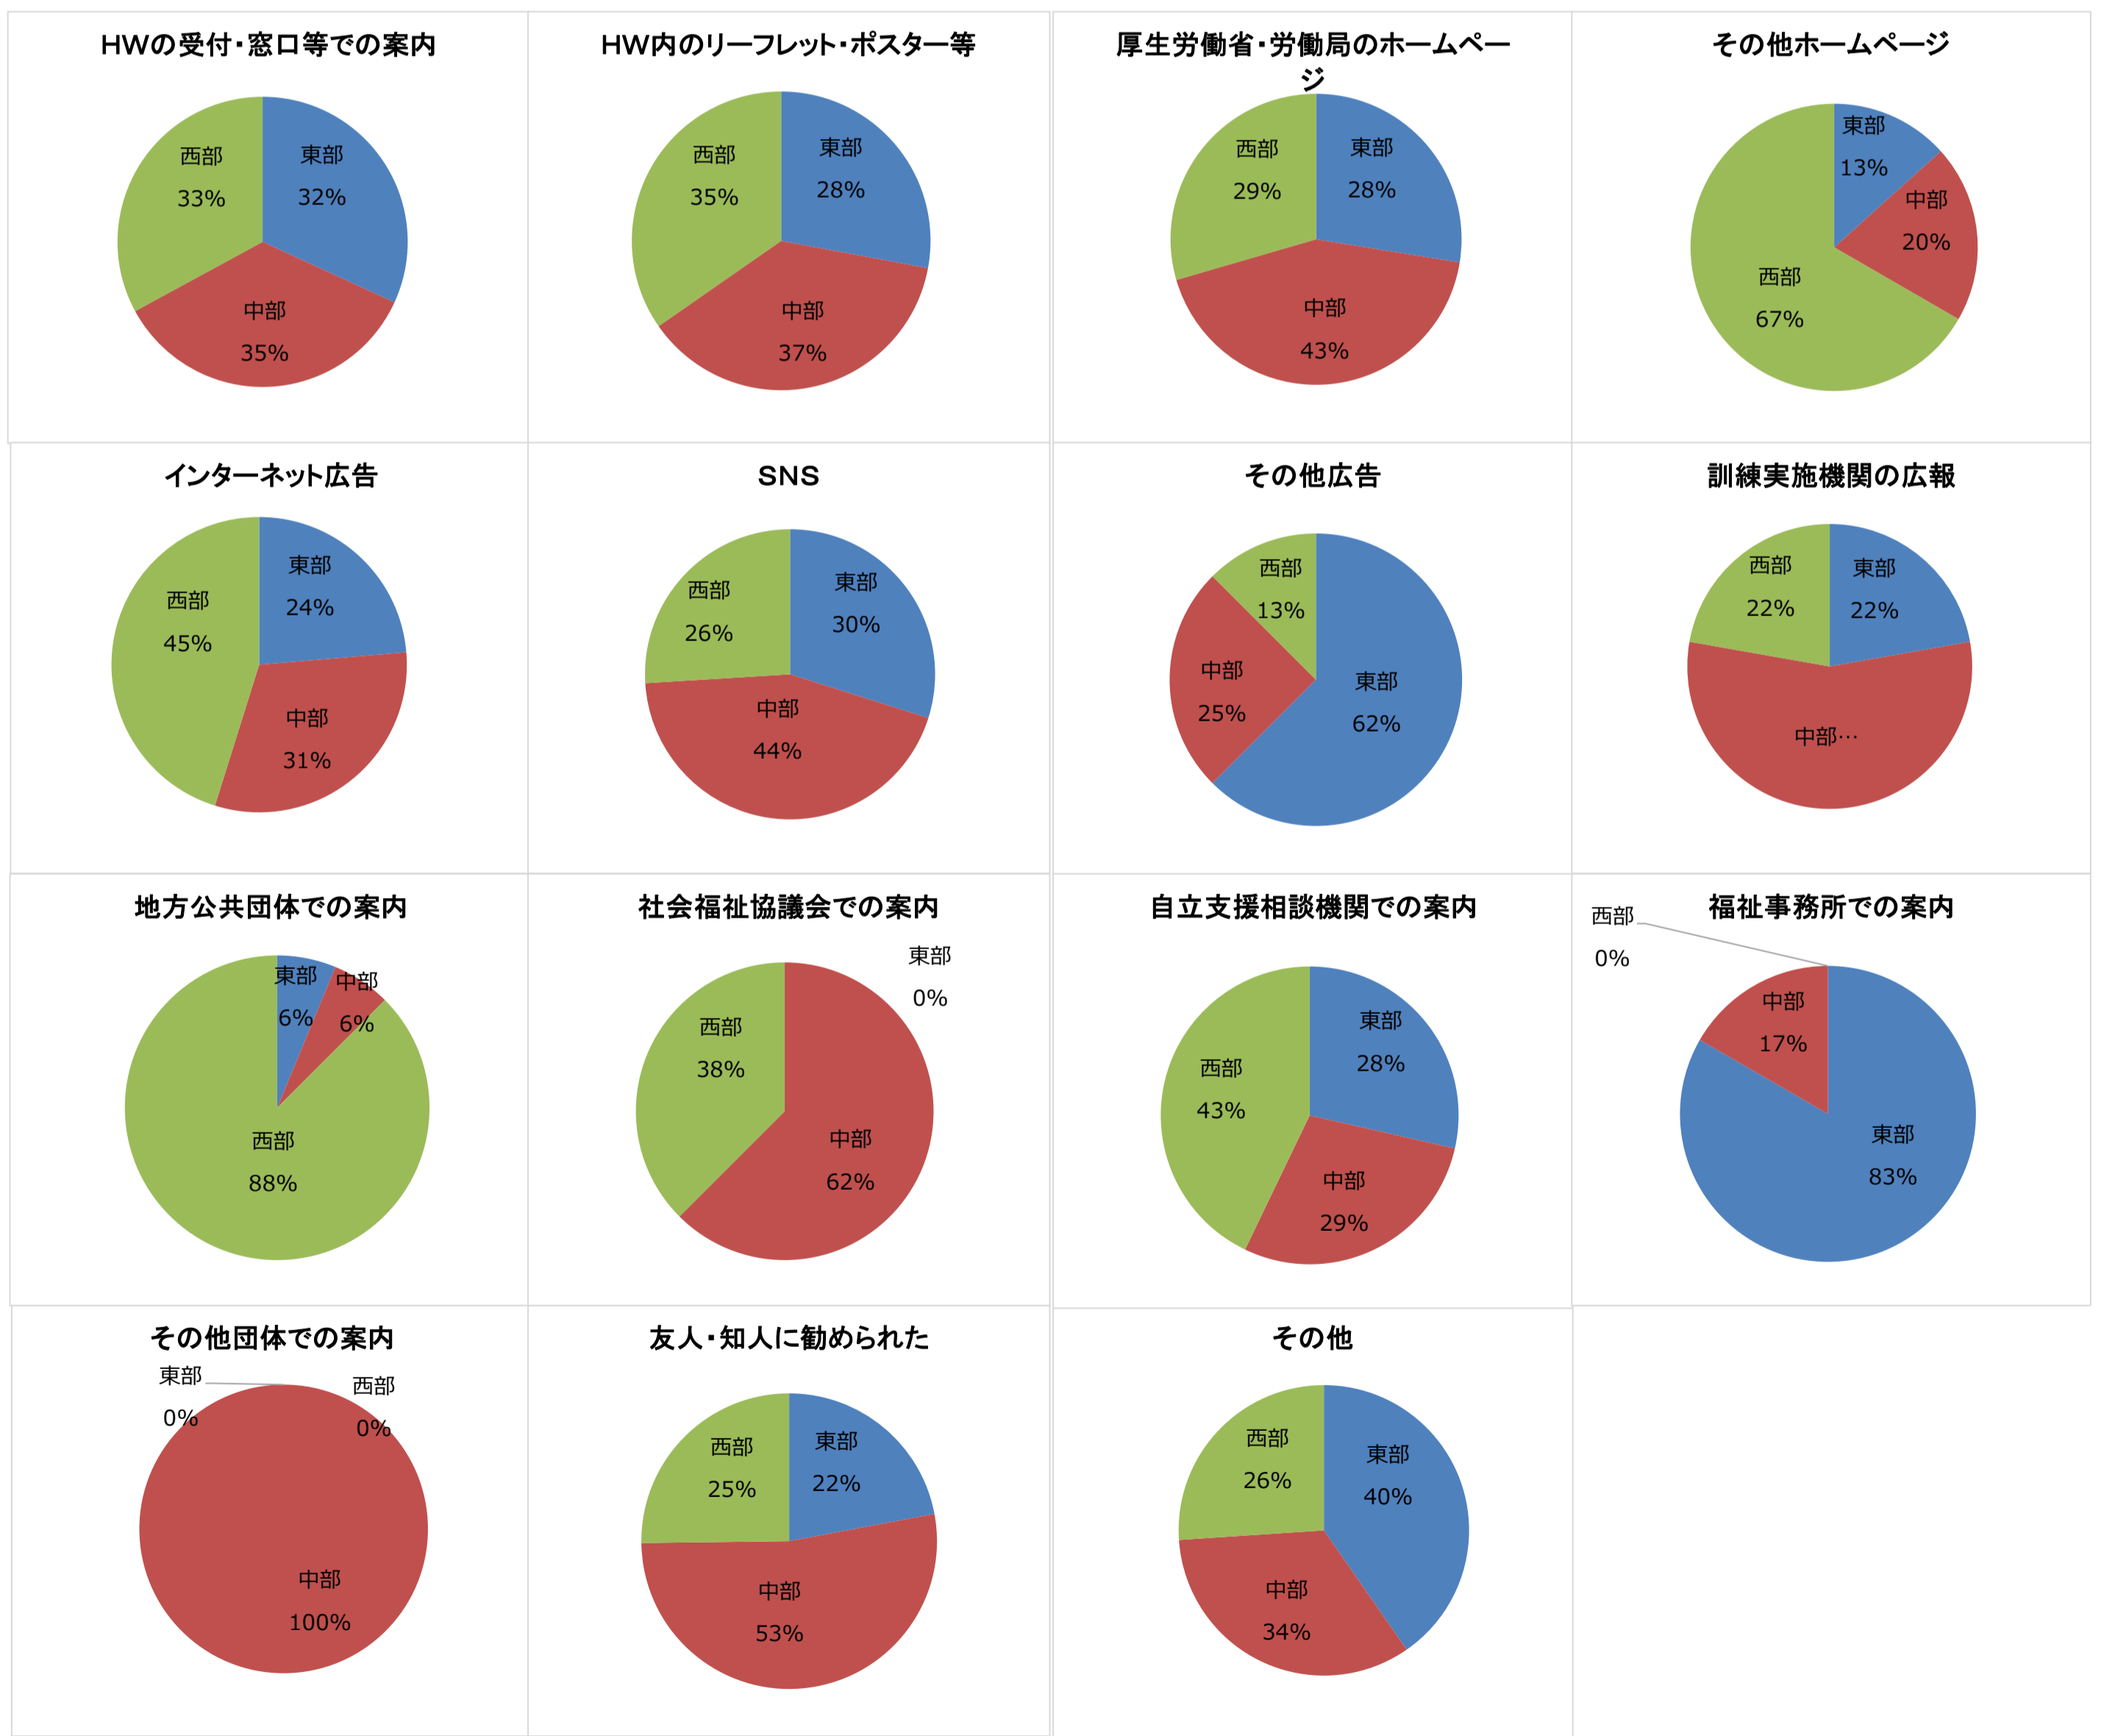 HWの受付・窓口等での案内
西部
33%
東部
32%
中部
35%
HW内のリーフレット・ポスター等
西部
35%
東部
28%
中部
37%
厚生労働省・労働局のホームペー
ジ
西部
29%
東部
28%
中部
43%
その他ホームページ
東部
13%
中部
20%
西部
67%
インターネット広告
東部
24%
西部
45%
中部
31%
SNS
東部
30%
西部
26%
中部
44%
その他広告
西部
13%
中部
25%
東部
62%
訓練実施機関の広報
西部
22%
東部
22%
中部…
地方公共団体での案内
東部
6%
中部
6%
西部
88%
社会福祉協議会での案内
東部
0%
西部
38%
中部
62%
自立支援相談機関での案内
東部
28%
西部
43%
中部
29%
福祉事務所での案内
西部
0%
中部
17%
東部
83%
その他団体での案内
東部
0%
西部
0%
中部
100%
友人・知人に勧められた
西部
25%
東部
22%
中部
53%
その他
西部
26%
東部
40%
中部
34%